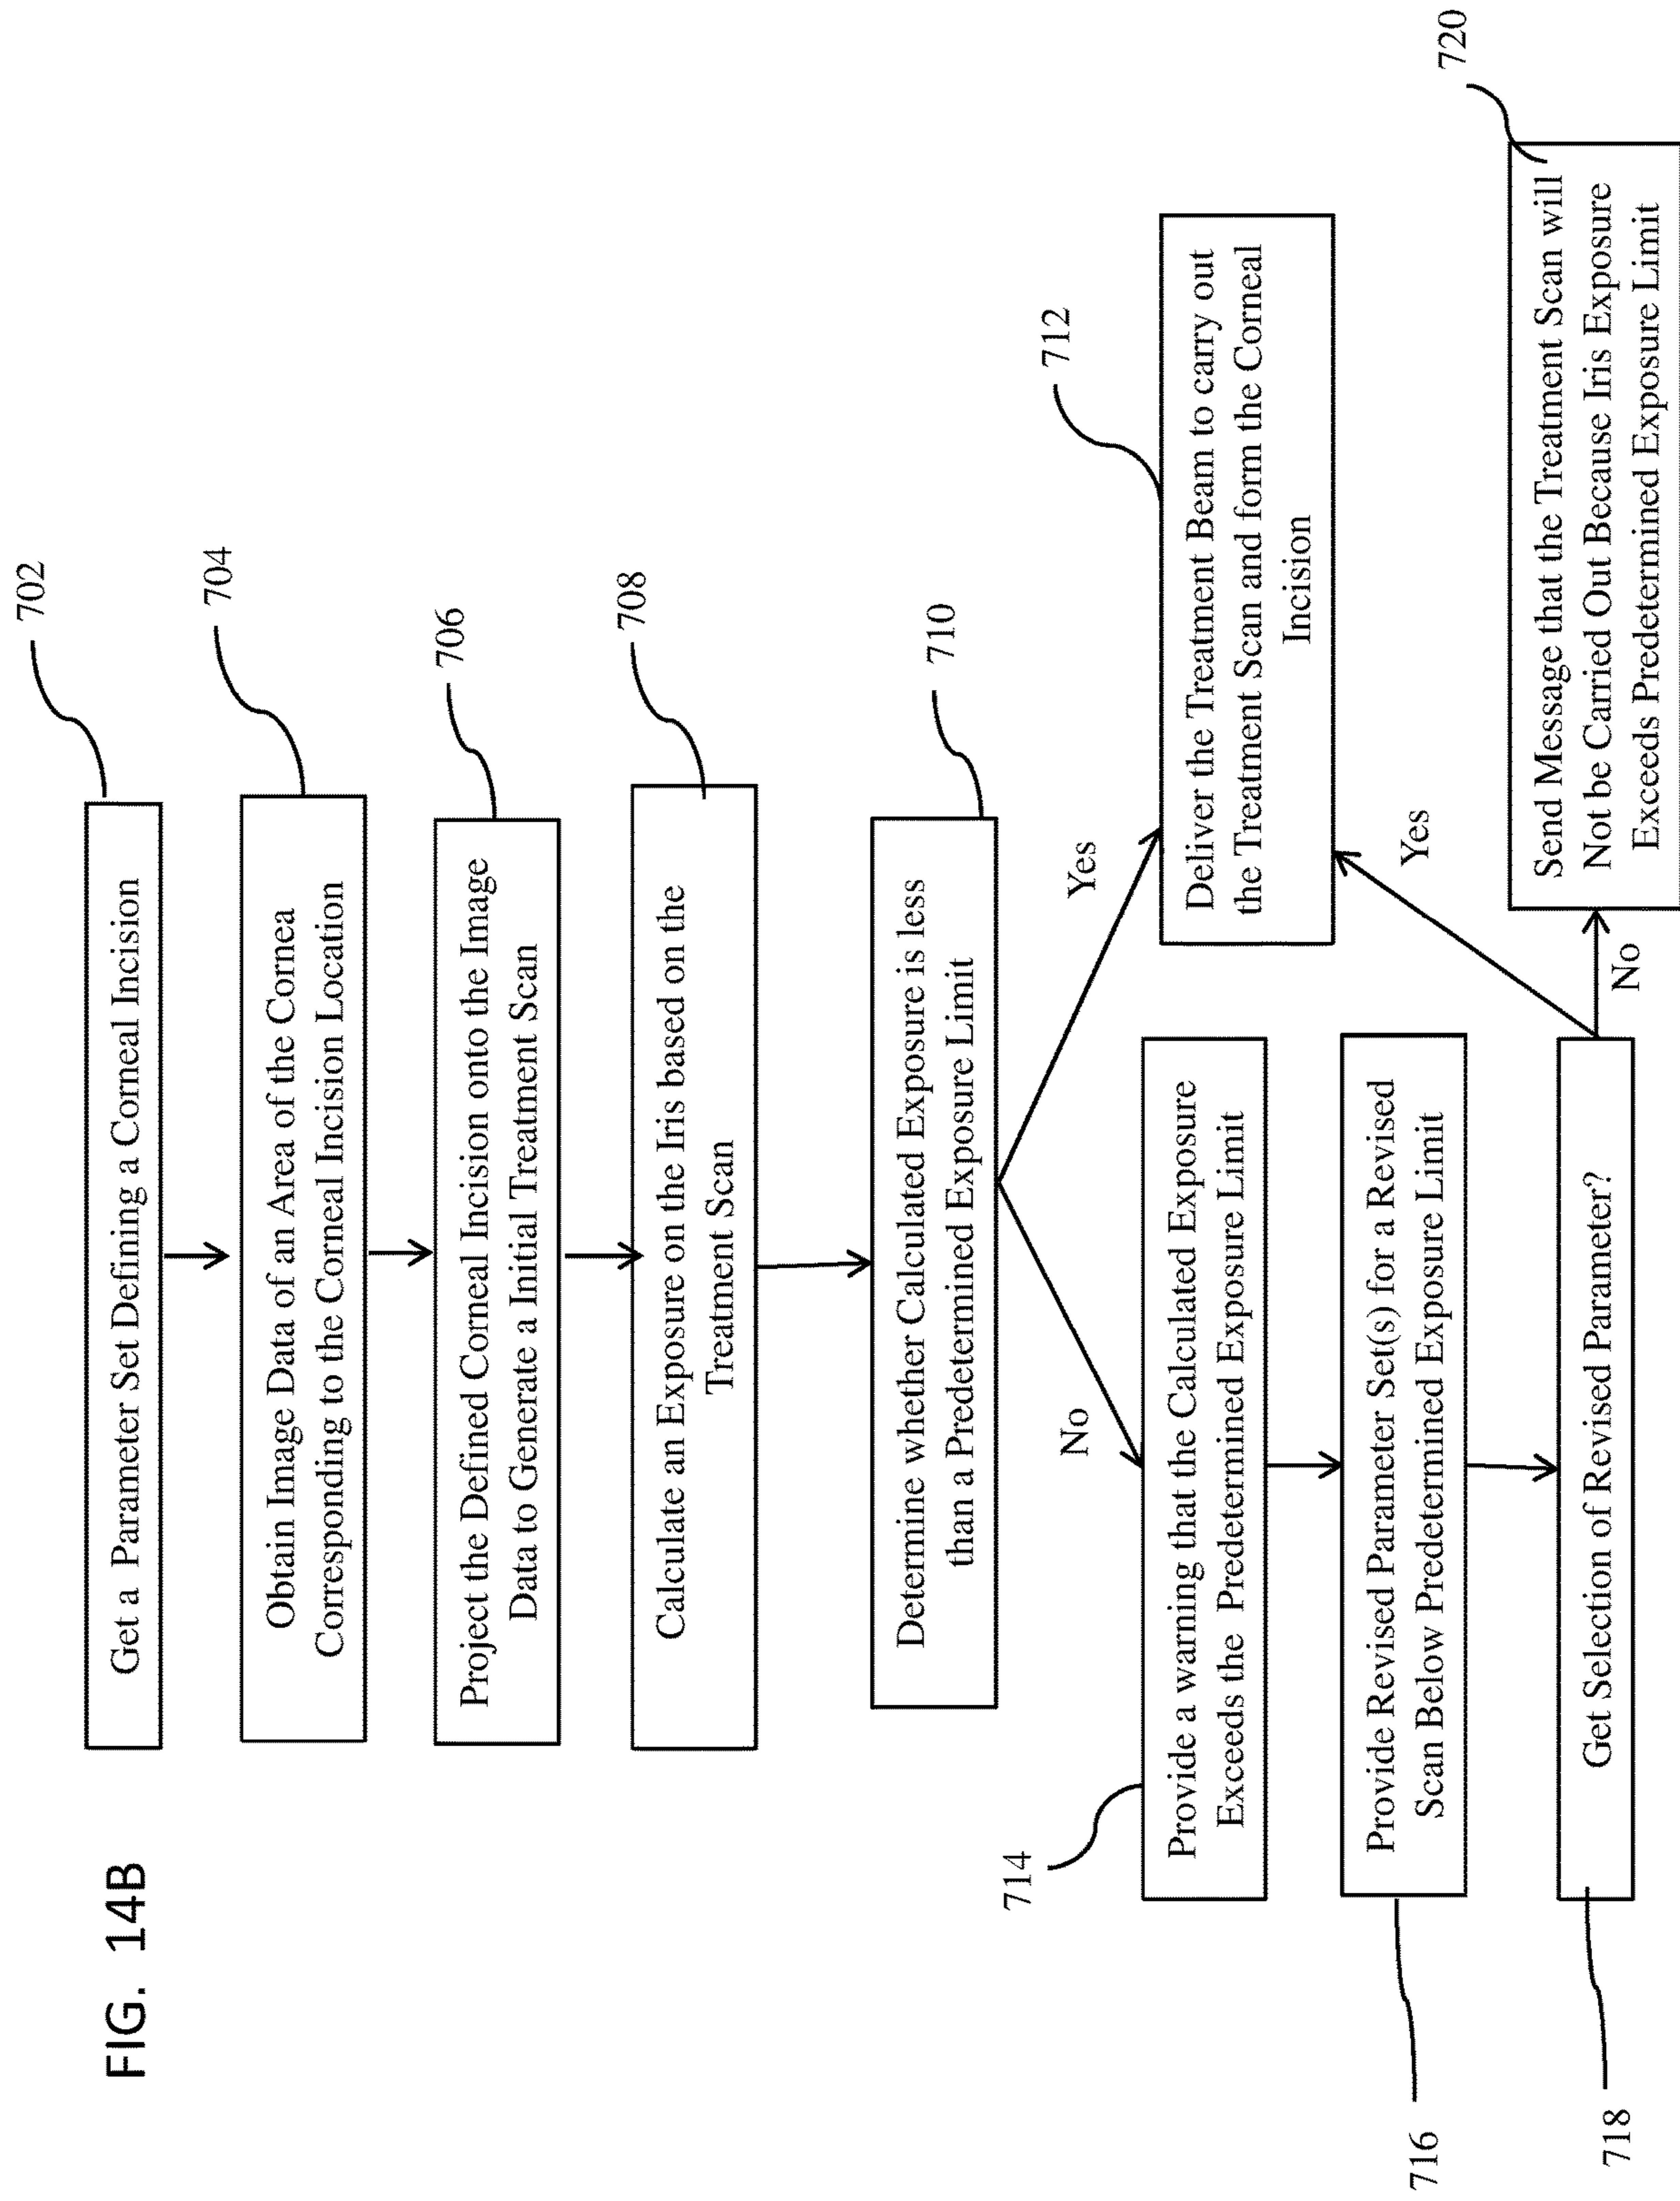 FIG. 14B
702
Get a Parameter Set Defining a Corneal Incision
704
Obtain Image Data of an Area of the Cornea
Corresponding to the Corneal Incision Location
706
Project the Defined Corneal Incision onto the Image
Data to Generate a Initial Treatment Scan
708
Calculate an Exposure on the Iris based on the
Treatment Scan
710
Determine whether Calculated Exposure is less
than a Predetermined Exposure Limit
No
Yes
712
Deliver the Treatment Beam to carry out
the Treatment Scan and form the Corneal
Incision
714
Provide a warning that the Calculated Exposure
Exceeds the Predetermined Exposure Limit
716
Provide Revised Parameter Set(s) for a Revised
Scan Below Predetermined Exposure Limit
718
Get Selection of Revised Parameter?
Yes
No
720
Send Message that the Treatment Scan will
Not be Carried Out Because Iris Exposure
Exceeds Predetermined Exposure Limit